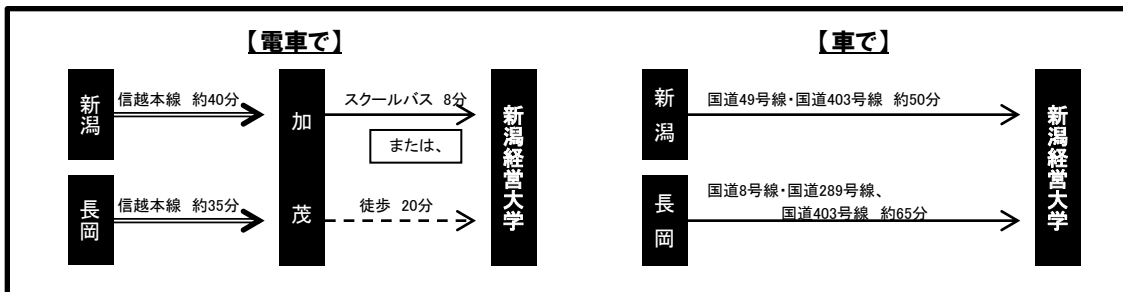 【電車で】
新潟
信越本線 約40分
長岡
信越本線 約35分
加茂
スクールバス 8分
または、
徒歩 20分
新潟経営大学
【車で】
新潟
国道49号線・国道403号線 約50分
長岡
国道8号線・国道289号線、
国道403号線 約65分
新潟経営大学